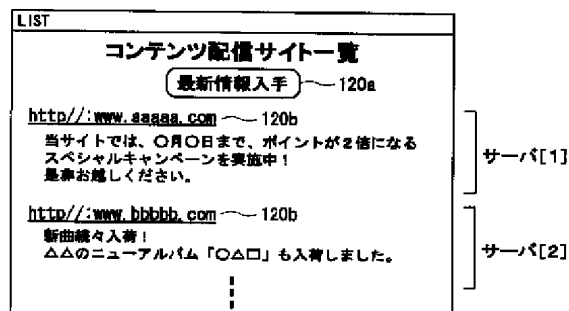 LIST
コンテンツ配信サイト一覧
最新情報入手 120a
http//:www.aaaaa.com 120b
当サイトでは、〇月〇日まで、ポイントが2倍になる
スペシャルキャンペーンを実施中！
是非お越しください。
サーバ[1]
http//:www.bbbbb.com 120b
新曲続々入荷！
△△のニューアルバム「〇△□」も入荷しました。
サーバ[2]